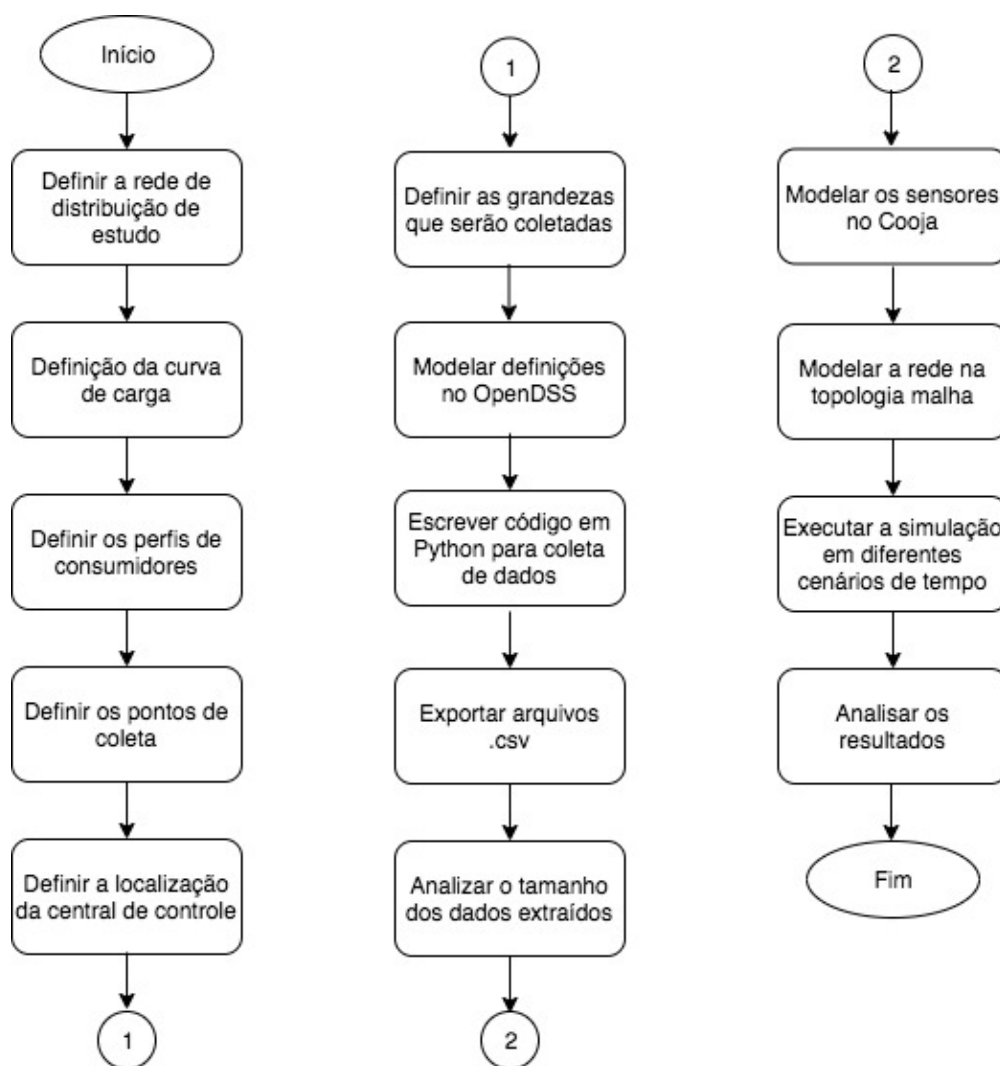 Início
Definir a rede de
distribuição de
estudo
Definição da curva
de carga
Definir os perfis de
consumidores
Definir os pontos de
coleta
Definir a localização
da central de controle
1
1
Definir as grandezas
que serão coletadas
Modelar definições
no OpenDSS
Escrever código em
Python para coleta
de dados
Exportar arquivos
.csv
Analizar o tamanho
dos dados extraídos
2
2
Modelar os sensores
no Cooja
Modelar a rede na
topologia malha
Executar a simulação
em diferentes
cenários de tempo
Analisar os
resultados
Fim